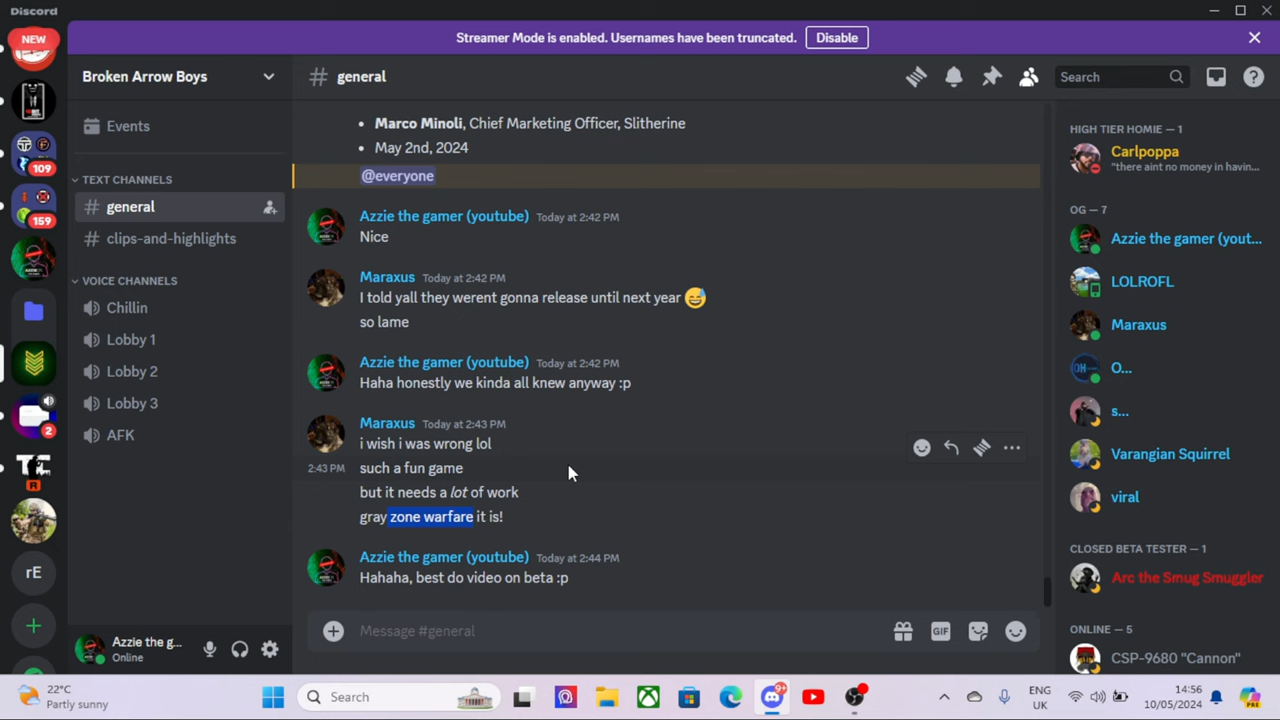 Discord
Streamer Mode is enabled. Usernames have been truncated. Disable
NEW
109
159
2
R
rE
Broken Arrow Boys
Events
TEXT CHANNELS
# general
# clips-and-highlights
VOICE CHANNELS
Chillin
Lobby 1
Lobby 2
Lobby 3
AFK
Azzie the g...
Online
# general
Search
• Marco Minoli, Chief Marketing Officer, Slitherine
• May 2nd, 2024
@everyone
Azzie the gamer (youtube) Today at 2:42 PM
Nice
Maraxus Today at 2:42 PM
I told yall they werent gonna release until next year 😅
so lame
Azzie the gamer (youtube) Today at 2:42 PM
Haha honestly we kinda all knew anyway :p
Maraxus Today at 2:43 PM
i wish i was wrong lol
2:43 PM such a fun game
but it needs a lot of work
gray zone warfare it is!
Azzie the gamer (youtube) Today at 2:44 PM
Hahaha, best do video on beta :p
Message #general
GIF
HIGH TIER HOMIE — 1
Carlpoppa
"there aint no money in havin...
OG — 7
Azzie the gamer (yout...
LOLROFL
Maraxus
O...
s...
Varangian Squirrel
viral
CLOSED BETA TESTER — 1
Arc the Smug Smuggler
ONLINE — 5
CSP-9680 "Cannon"
22°C
Partly sunny
Search
9+
ENG
UK
14:56
10/05/2024
PRE